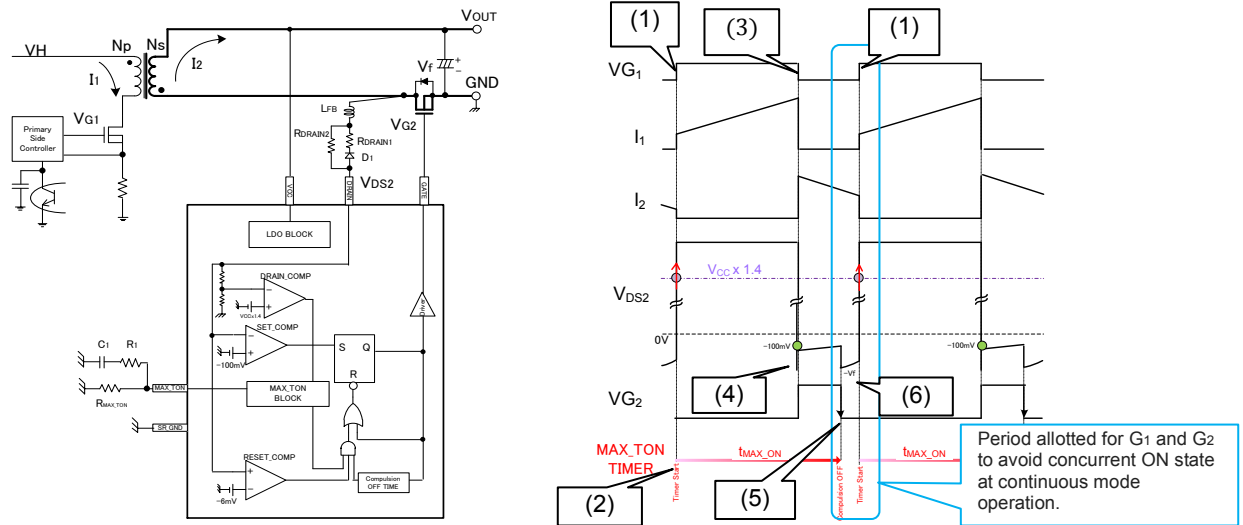 VOUT
VH
Np
Ns
I1
I2
Vf
+
−
GND
VG1
VG2
LFB
RDRAIN2
RDRAIN1
D1
VDS2
Primary
Side
Controller
VCC
DRAIN
GATE
LDO BLOCK
DRAIN_COMP
−
+
VCCx1.4
Driver
SET_COMP
−
+
-100mV
S
Q
R
C1
R1
MAX_TON
RMAX_TON
MAX_TON
BLOCK
SR_GND
RESET_COMP
+
−
-6mV
Compulsion
OFF TIME
(1)
(3)
(1)
VG1
I1
I2
VCC x 1.4
VDS2
0V
-100mV
-100mV
-Vf
(4)
(6)
VG2
MAX_TON
TIMER
Timer Start
tMAX_ON
Compulsion OFF
Timer Start
tMAX_ON
(2)
(5)
Period allotted for G1 and G2
to avoid concurrent ON state
at continuous mode
operation.